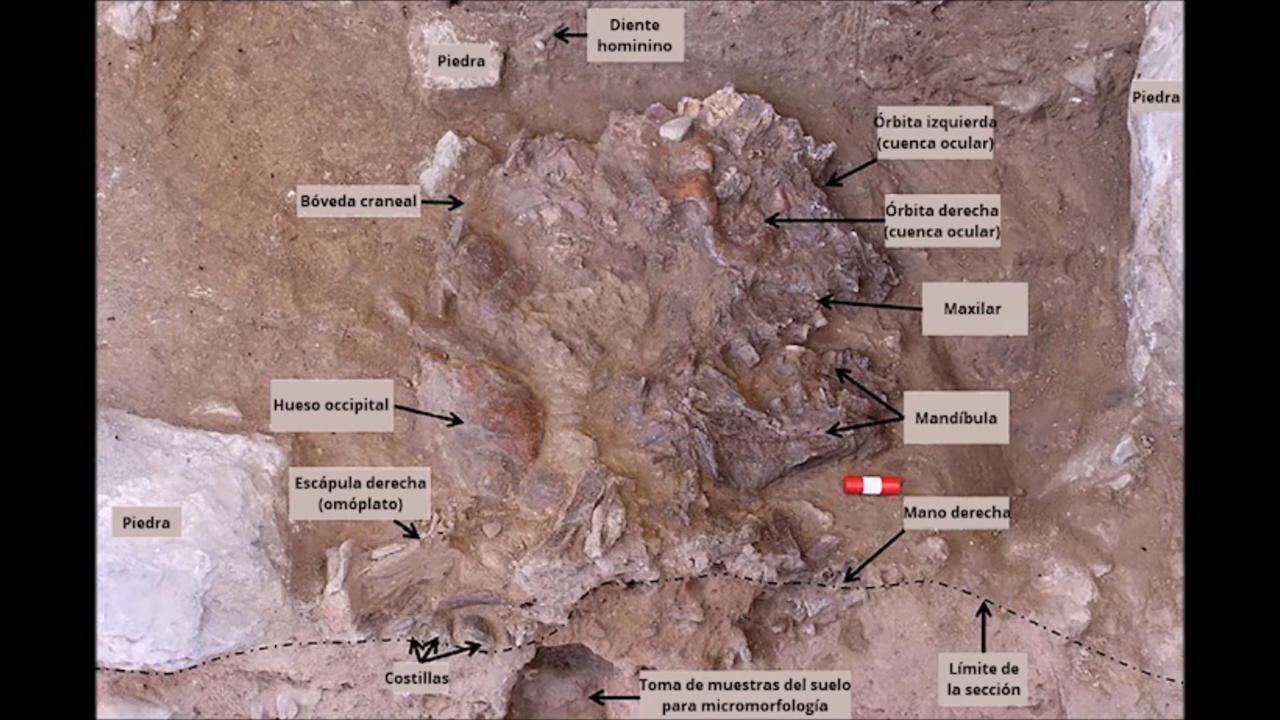 Diente
hominino
Piedra
Piedra
Órbita izquierda
(cuenca ocular)
Bóveda craneal
Órbita derecha
(cuenca ocular)
Maxilar
Hueso occipital
Mandíbula
Escápula derecha
(omóplato)
Piedra
Mano derecha
Costillas
Límite de
la sección
Toma de muestras del suelo
para micromorfología